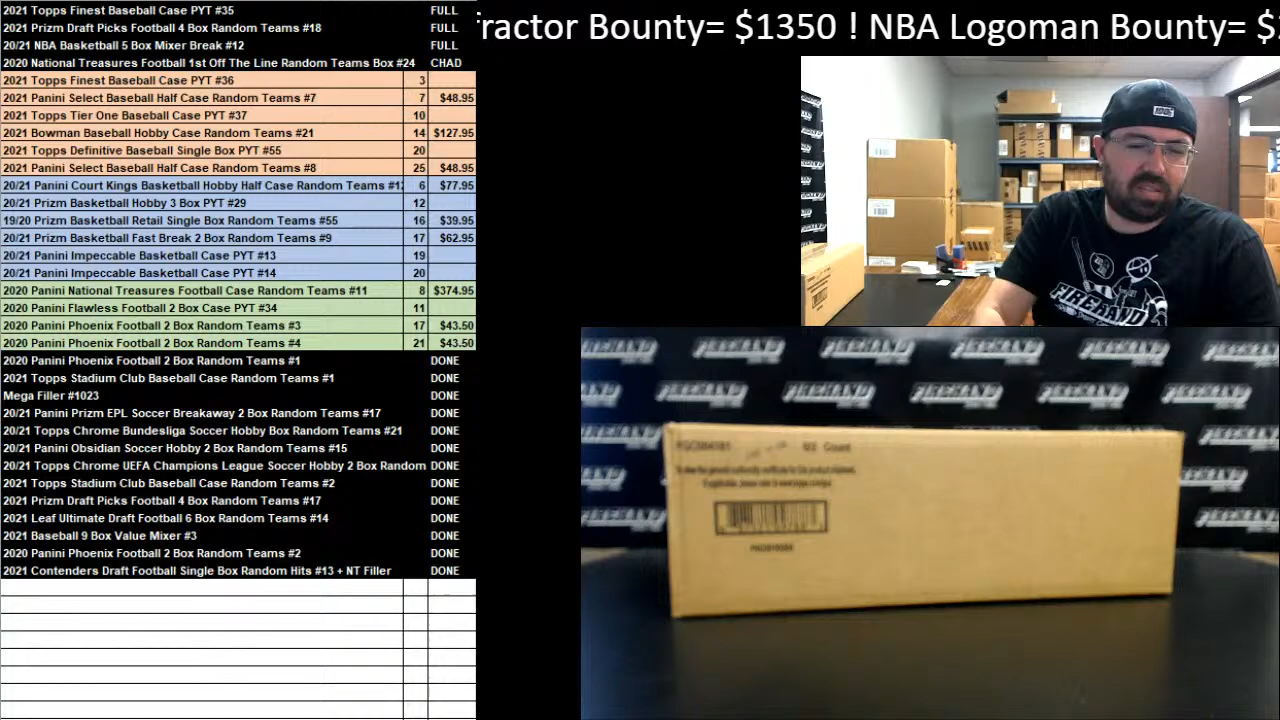 2021 Topps Finest Baseball Case PYT #35 FULL
2021 Prizm Draft Picks Football 4 Box Random Teams #18 FULL
20/21 NBA Basketball 5 Box Mixer Break #12 FULL
2020 National Treasures Football 1st Off The Line Random Teams Box #24 CHAD
2021 Topps Finest Baseball Case PYT #36 3
2021 Panini Select Baseball Half Case Random Teams #7 7 $48.95
2021 Topps Tier One Baseball Case PYT #37 10
2021 Bowman Baseball Hobby Case Random Teams #21 14 $127.95
2021 Topps Definitive Baseball Single Box PYT #55 20
2021 Panini Select Baseball Half Case Random Teams #8 25 $48.95
20/21 Panini Court Kings Basketball Hobby Half Case Random Teams 6 $77.95
20/21 Prizm Basketball Hobby 3 Box PYT #29 12
19/20 Prizm Basketball Retail Single Box Random Teams #55 16 $39.95
20/21 Prizm Basketball Fast Break 2 Box Random Teams #9 17 $62.95
20/21 Panini Impeccable Basketball Case PYT #13 19
20/21 Panini Impeccable Basketball Case PYT #14 20
2020 Panini National Treasures Football Case Random Teams #11 8 $374.95
2020 Panini Flawless Football 2 Box Case PYT #34 11
2020 Panini Phoenix Football 2 Box Random Teams #3 17 $43.50
2020 Panini Phoenix Football 2 Box Random Teams #4 21 $43.50
2020 Panini Phoenix Football 2 Box Random Teams #1 DONE
2021 Topps Stadium Club Baseball Case Random Teams #1 DONE
Mega Filler #1023 DONE
20/21 Panini Prizm EPL Soccer Breakaway 2 Box Random Teams #17 DONE
20/21 Topps Chrome Bundesliga Soccer Hobby Box Random Teams #21 DONE
20/21 Panini Obsidian Soccer Hobby 2 Box Random Teams #15 DONE
20/21 Topps Chrome UEFA Champions League Soccer Hobby 2 Box Random DONE
2021 Topps Stadium Club Baseball Case Random Teams #2 DONE
2021 Prizm Draft Picks Football 4 Box Random Teams #17 DONE
2021 Leaf Ultimate Draft Football 6 Box Random Teams #14 DONE
2021 Baseball 9 Box Value Mixer #3 DONE
2020 Panini Phoenix Football 2 Box Random Teams #2 DONE
2021 Contenders Draft Football Single Box Random Hits #13 + NT Filler DONE
ractor Bounty= $1350 ! NBA Logoman Bounty= $
FIREHAND
FIREHAND
Count